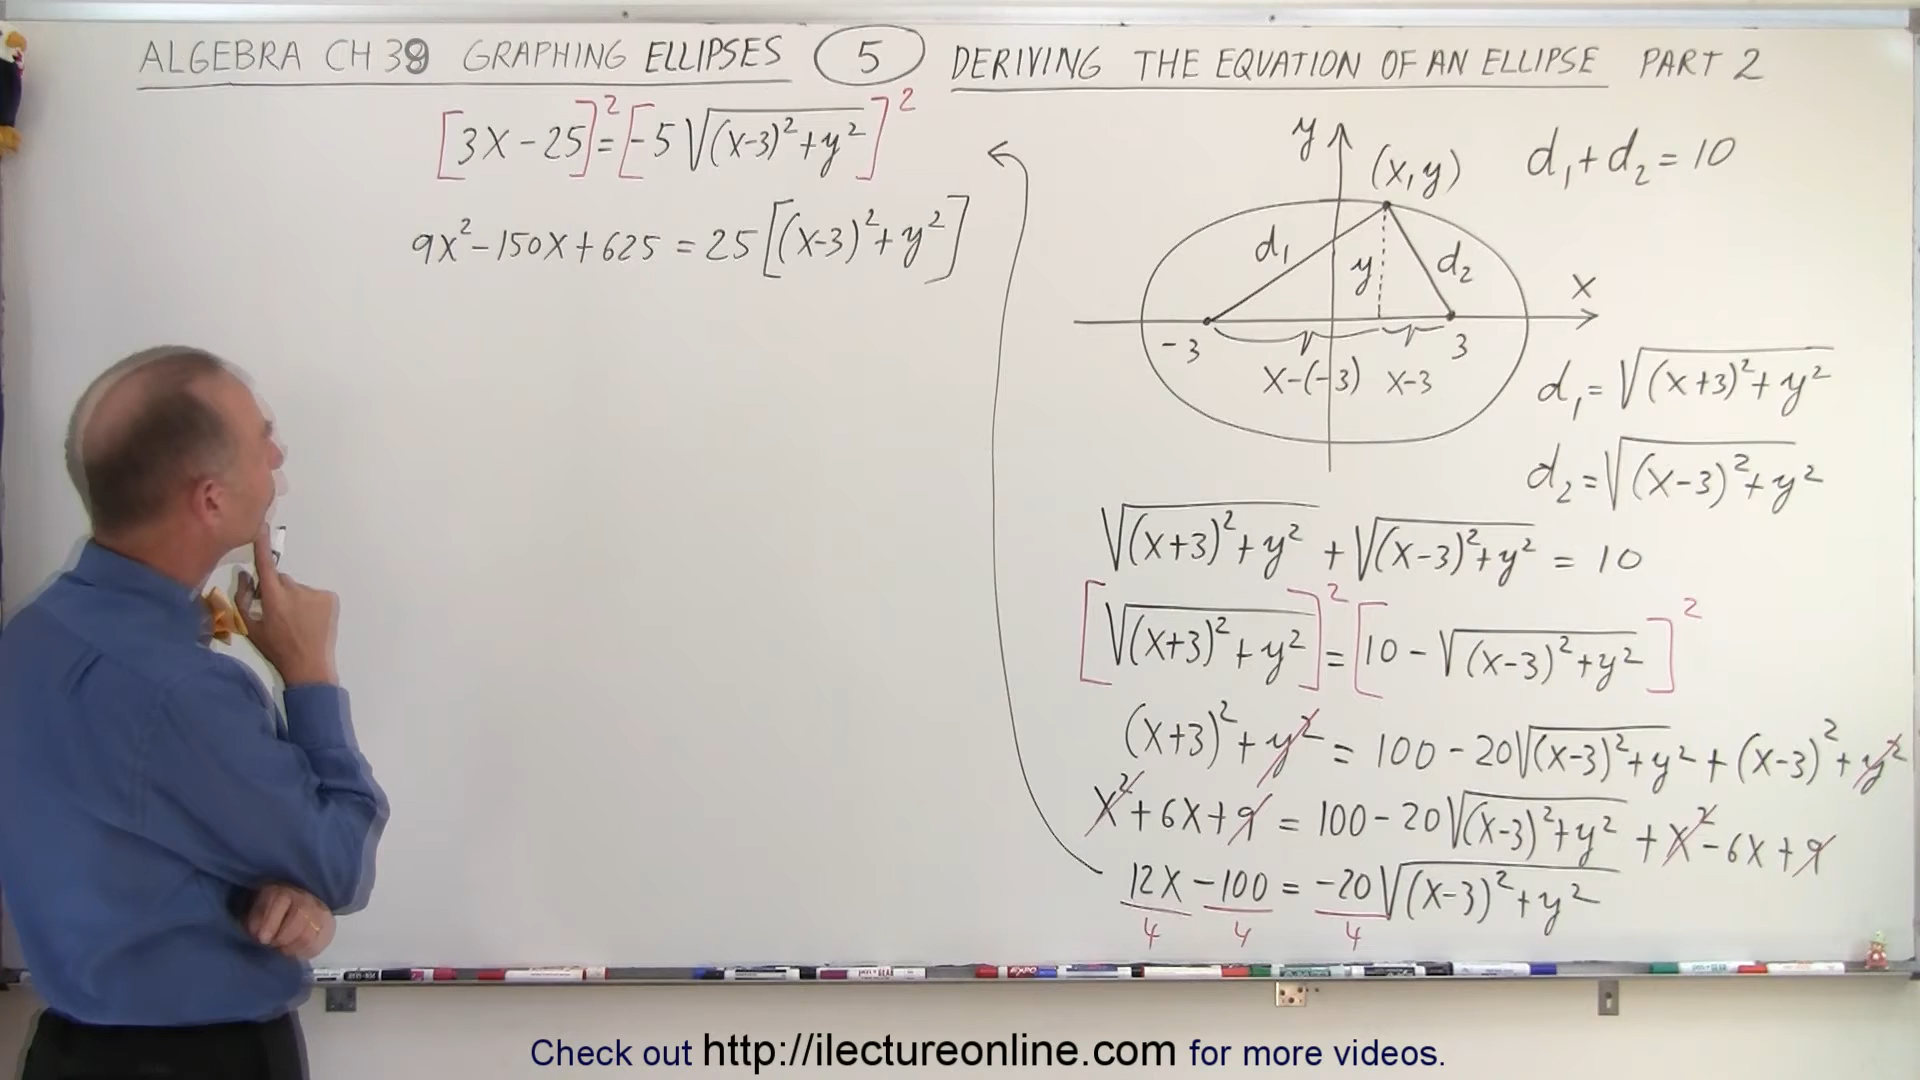 ALGEBRA CH 38 GRAPHING ELLIPSES 5 DERIVING THE EQUATION OF AN ELLIPSE PART 2
[3X - 25]² = [-5√((x-3)²+y²)]²
9x² - 150x + 625 = 25[(x-3)² + y²]
y
(x,y)
d₁ + d₂ = 10
d₁
y
d₂
x
-3
3
X-(-3)
X-3
d₁ = √((x+3)² + y²)
d₂ = √((x-3)² + y²)
√((x+3)² + y²) + √((x-3)² + y²) = 10
[√((x+3)² + y²)]² = [10 - √((x-3)² + y²)]²
(x+3)² + y² = 100 - 20√((x-3)² + y²) + (x-3)² + y²
x² + 6x + 9 = 100 - 20√((x-3)² + y²) + x² - 6x + 9
12x - 100 = -20√((x-3)² + y²)
4 4 4
EXPO
Check out http://ilectureonline.com for more videos.